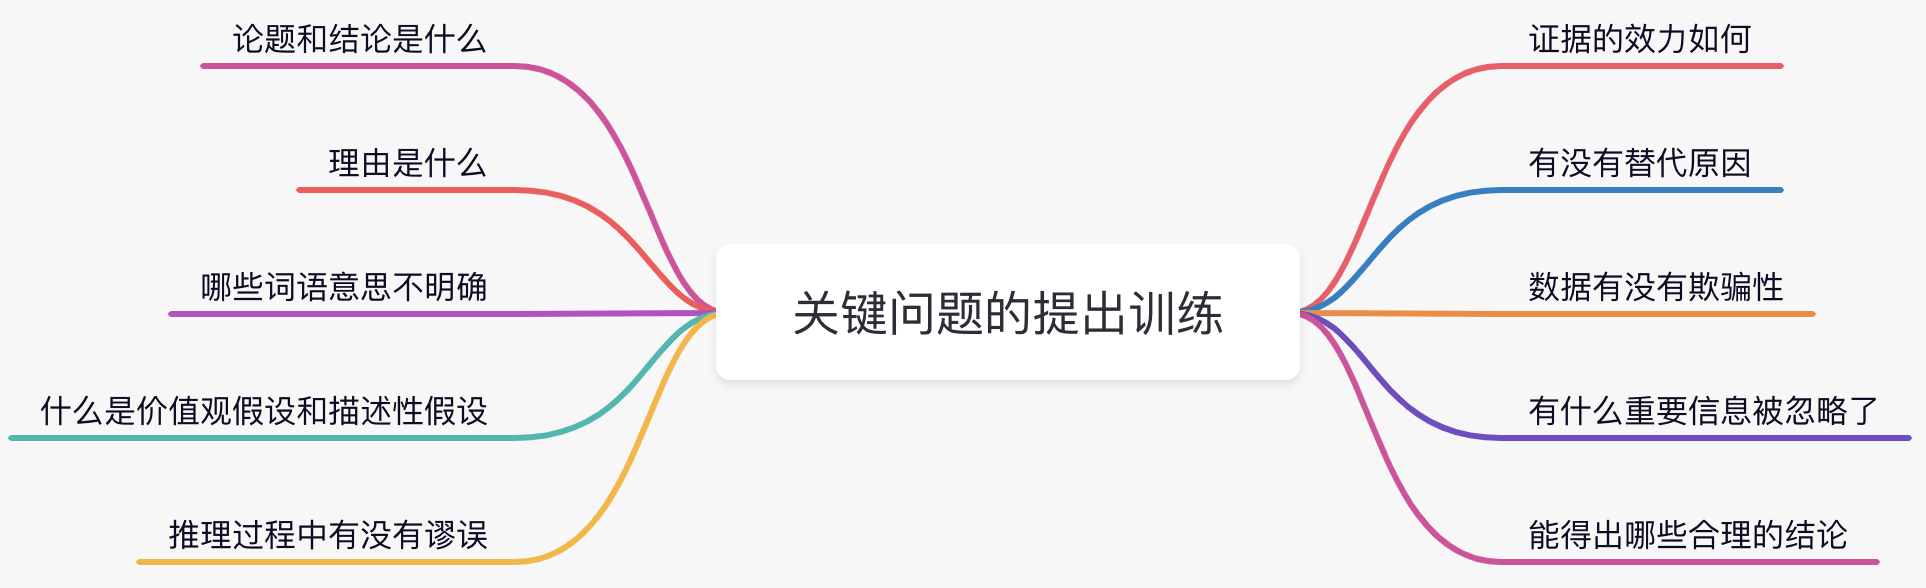 论题和结论是什么
理由是什么
哪些词语意思不明确
什么是价值观假设和描述性假设
推理过程中有没有谬误
关键问题的提出训练
证据的效力如何
有没有替代原因
数据有没有欺骗性
有什么重要信息被忽略了
能得出哪些合理的结论